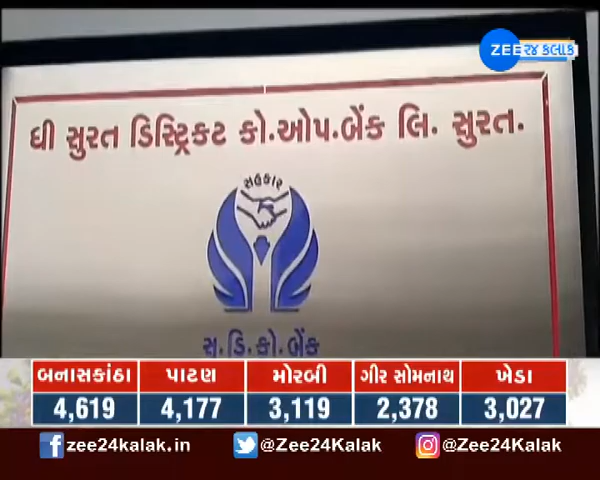 ZEE ૨૪ કલાક
ધી સુરત ડિસ્ટ્રિકટ કો.ઓપ.બેંક લિ. સુરત.
સહકાર
સુ.ડિ.કો.બેંક
બનાસકાંઠા પાટણ મોરબી ગીર સોમનાથ ખેડા
4,619 4,177 3,119 2,378 3,027
zee24kalak.in @Zee24Kalak @Zee24Kalak